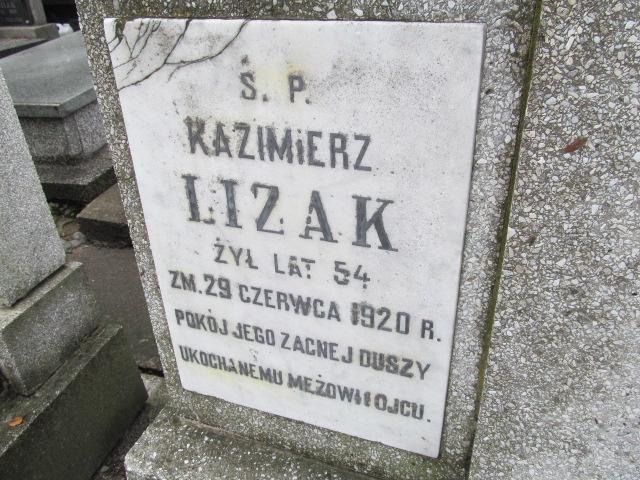 Ś. P.
KAZIMIERZ
LIZAK
ŻYŁ LAT 54
ZM. 29 CZERWCA 1920 R.
POKÓJ JEGO ZACNEJ DUSZY
UKOCHANEMU MĘŻOWI I OJCU.